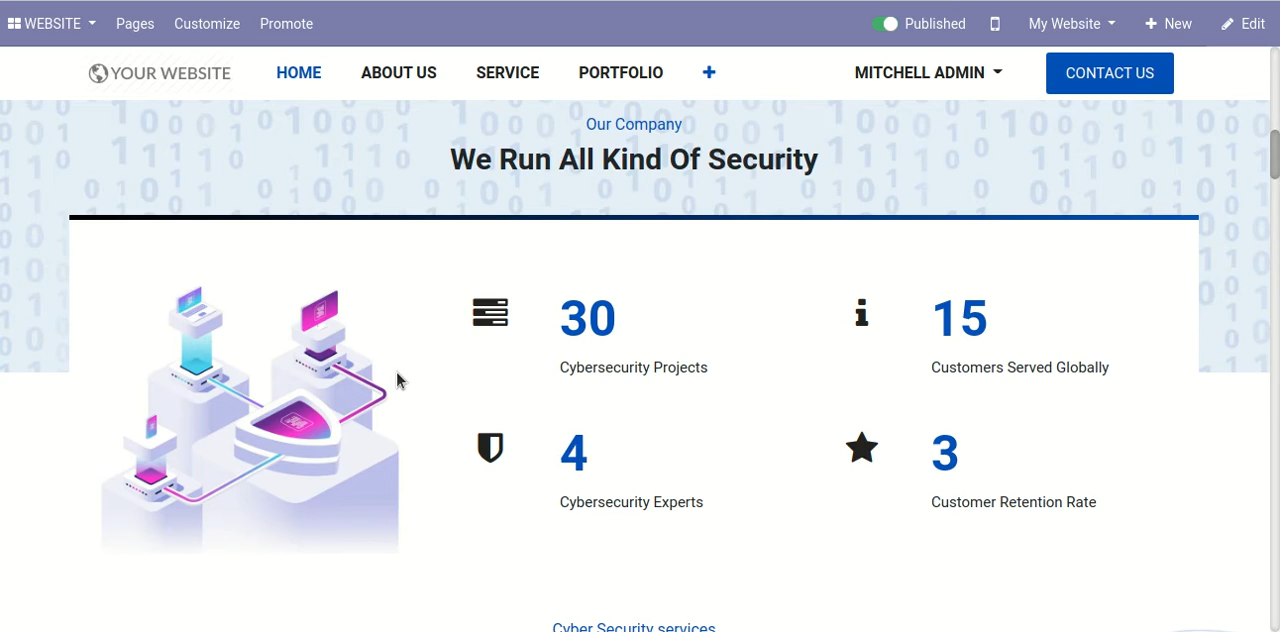 WEBSITE Pages Customize Promote Published My Website New Edit
YOUR WEBSITE HOME ABOUT US SERVICE PORTFOLIO + MITCHELL ADMIN CONTACT US
Our Company
We Run All Kind Of Security
30 15
Cybersecurity Projects Customers Served Globally
4 3
Cybersecurity Experts Customer Retention Rate
Cyber Security services